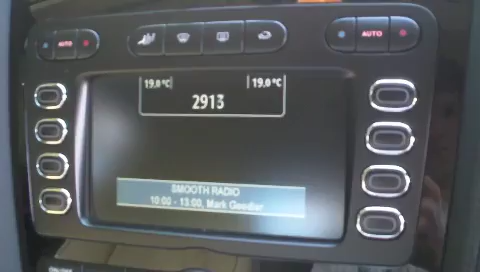 AUTO
AUTO
19,0 °C 19,0 °C
2913
SMOOTH RADIO
10:00 - 13:00, Mark Goodier